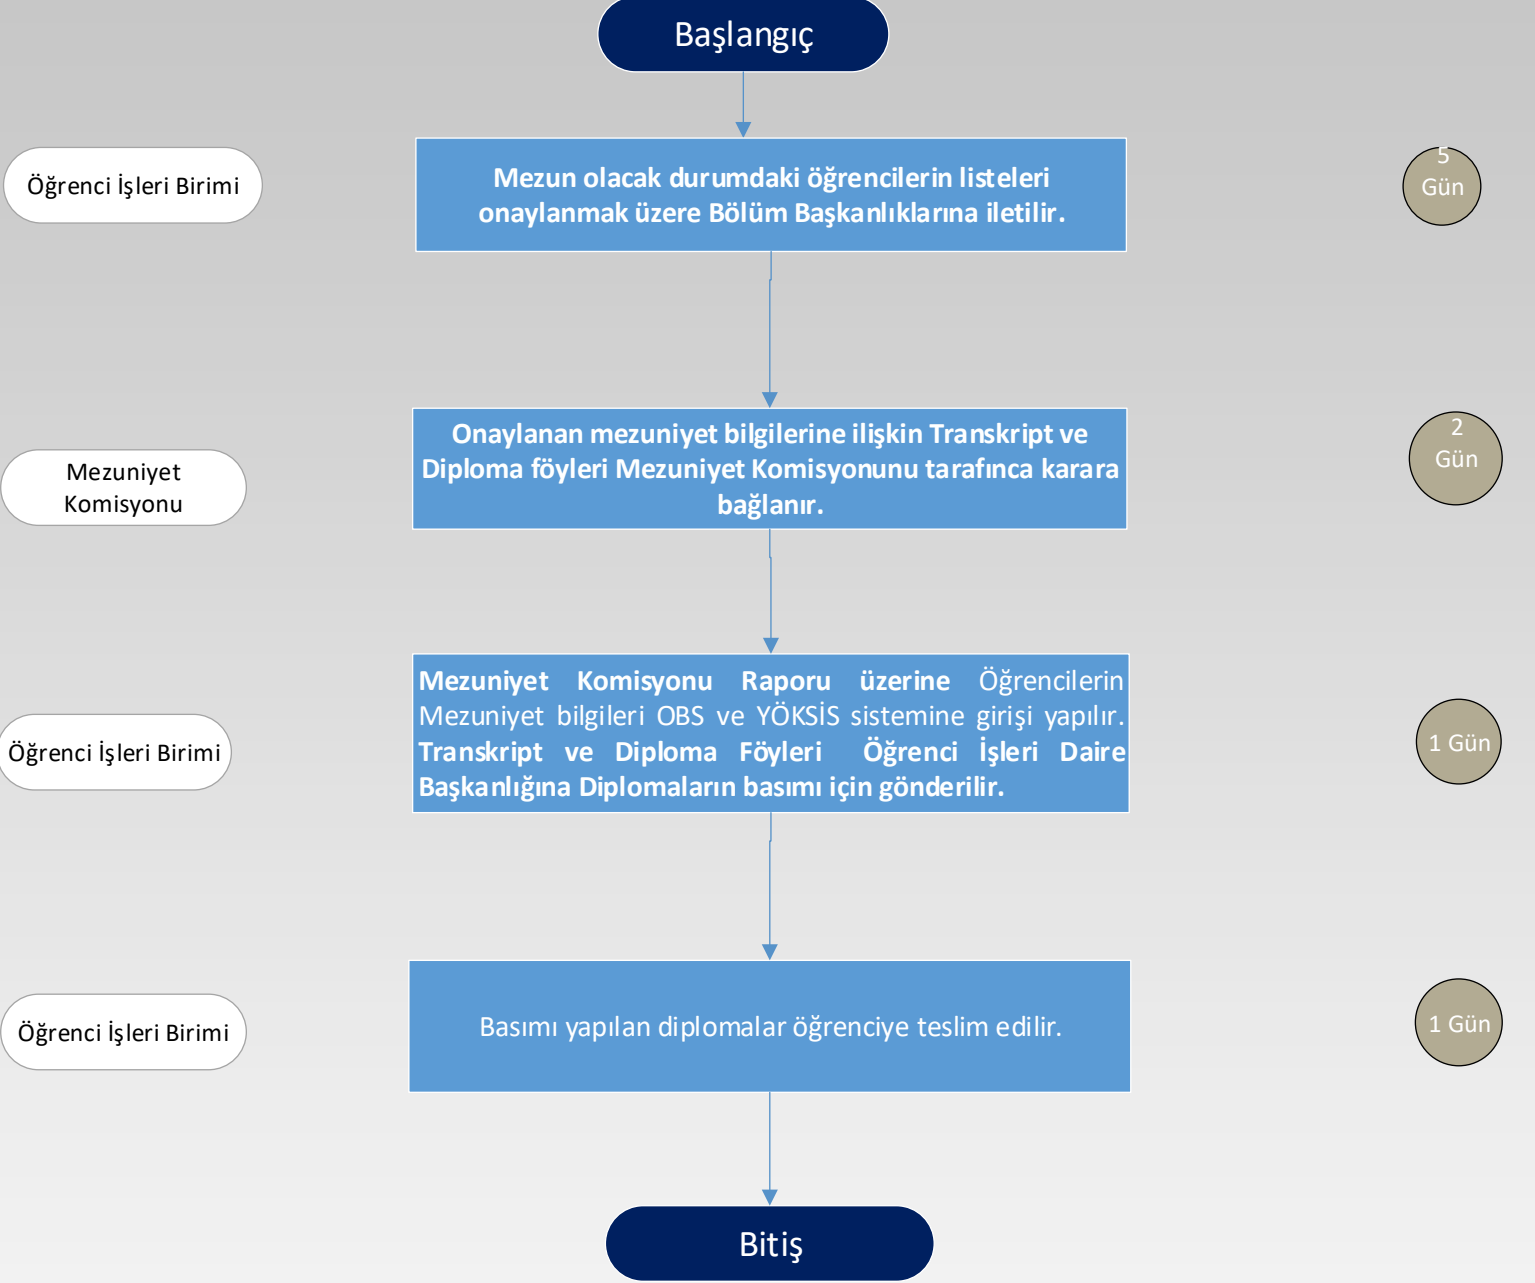 Başlangıç
Öğrenci İşleri Birimi
Mezun olacak durumdaki öğrencilerin listeleri
onaylanmak üzere Bölüm Başkanlıklarına iletilir.
5
Gün
Mezuniyet
Komisyonu
Onaylanan mezuniyet bilgilerine ilişkin Transkript ve
Diploma föyleri Mezuniyet Komisyonunu tarafınca karara
bağlanır.
2
Gün
Öğrenci İşleri Birimi
Mezuniyet Komisyonu Raporu üzerine Öğrencilerin
Mezuniyet bilgileri OBS ve YÖKSİS sistemine girişi yapılır.
Transkript ve Diploma Föyleri Öğrenci İşleri Daire
Başkanlığına Diplomaların basımı için gönderilir.
1 Gün
Öğrenci İşleri Birimi
Basımı yapılan diplomalar öğrenciye teslim edilir.
1 Gün
Bitiş